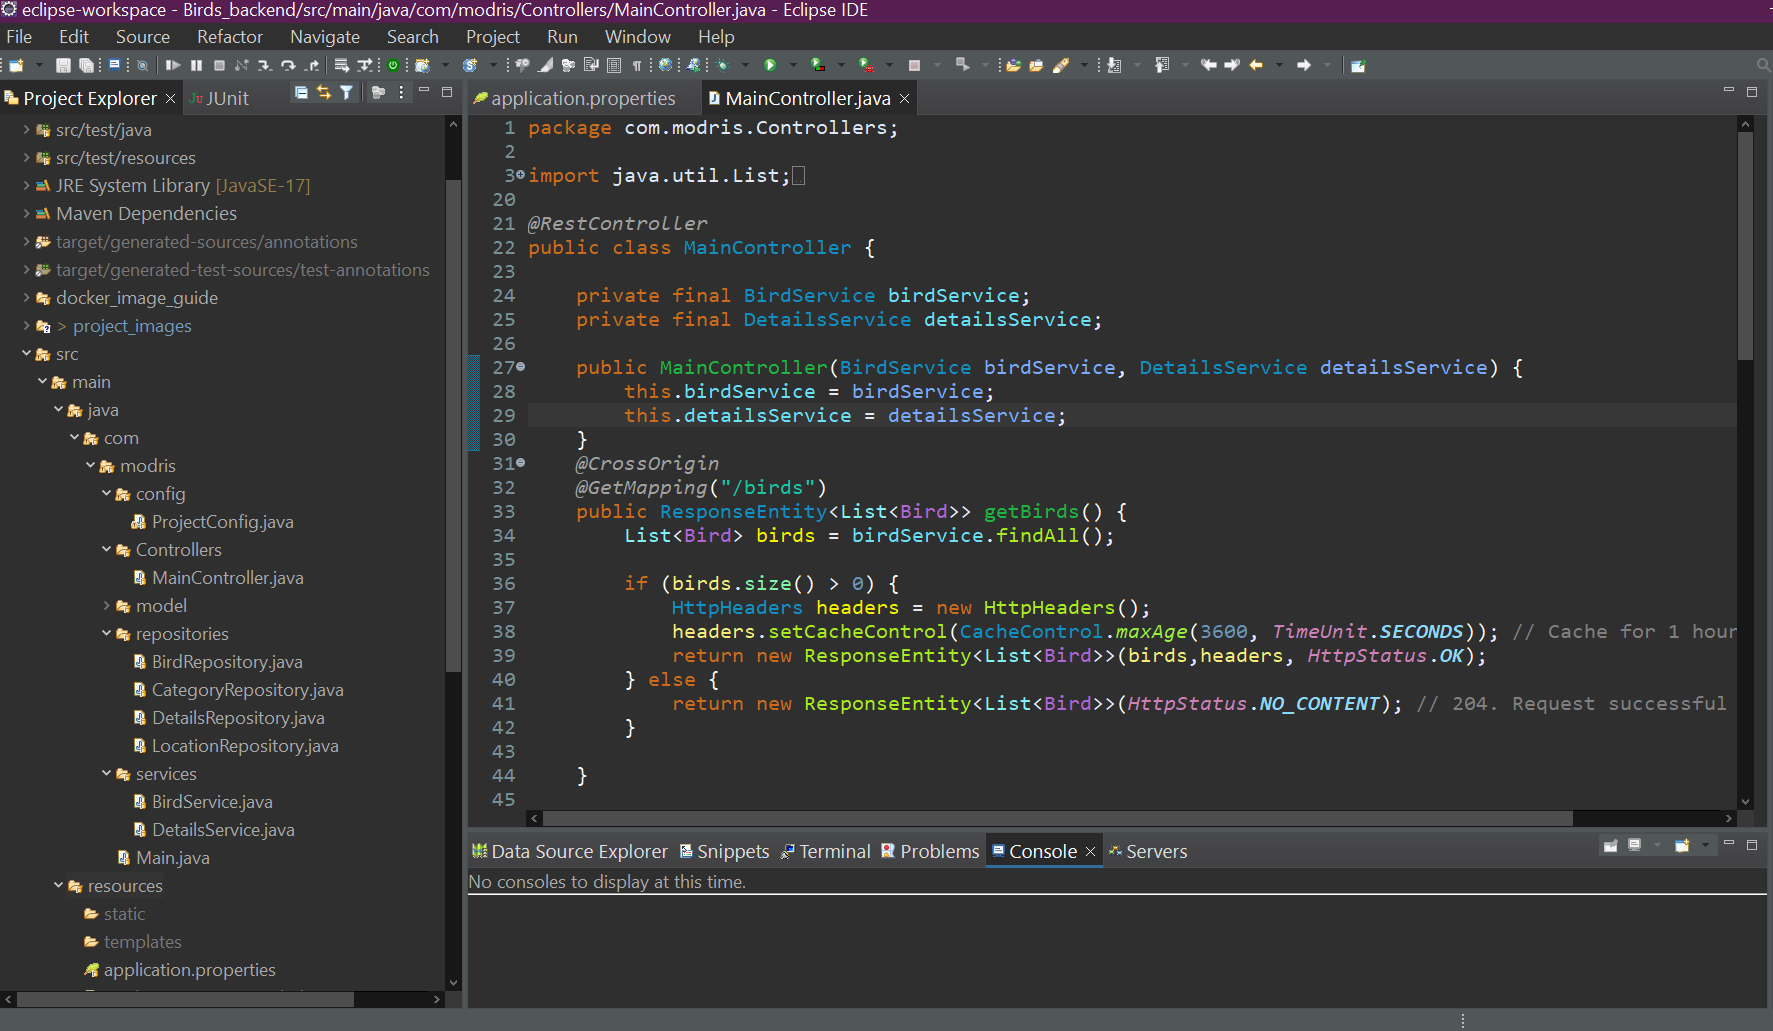 eclipse-workspace - Birds_backend/src/main/java/com/modris/Controllers/MainController.java - Eclipse IDE
File Edit Source Refactor Navigate Search Project Run Window Help
Project Explorer
JUnit
src/test/java
src/test/resources
JRE System Library [JavaSE-17]
Maven Dependencies
target/generated-sources/annotations
target/generated-test-sources/test-annotations
docker_image_guide
> project_images
src
main
java
com
modris
config
ProjectConfig.java
Controllers
MainController.java
model
repositories
BirdRepository.java
CategoryRepository.java
DetailsRepository.java
LocationRepository.java
services
BirdService.java
DetailsService.java
Main.java
resources
static
templates
application.properties
application.properties
MainController.java
1 package com.modris.Controllers;
2
3 import java.util.List;
20
21 @RestController
22 public class MainController {
23
24     private final BirdService birdService;
25     private final DetailsService detailsService;
26
27     public MainController(BirdService birdService, DetailsService detailsService) {
28         this.birdService = birdService;
29         this.detailsService = detailsService;
30     }
31     @CrossOrigin
32     @GetMapping("/birds")
33     public ResponseEntity<List<Bird>> getBirds() {
34         List<Bird> birds = birdService.findAll();
35
36         if (birds.size() > 0) {
37             HttpHeaders headers = new HttpHeaders();
38             headers.setCacheControl(CacheControl.maxAge(3600, TimeUnit.SECONDS)); // Cache for 1 hour
39             return new ResponseEntity<List<Bird>>(birds,headers, HttpStatus.OK);
40         } else {
41             return new ResponseEntity<List<Bird>>(HttpStatus.NO_CONTENT); // 204. Request successful
42         }
43
44     }
45
Data Source Explorer Snippets Terminal Problems Console Servers
No consoles to display at this time.